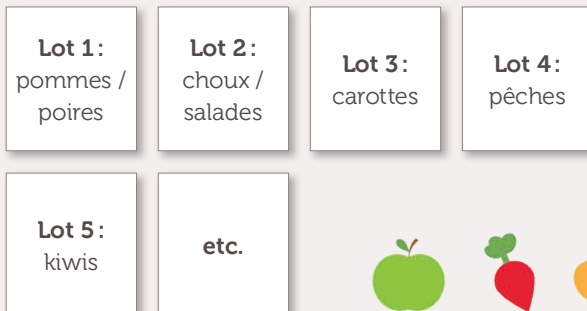 Lot 1 :
pommes /
poires
Lot 2 :
choux /
salades
Lot 3 :
carottes
Lot 4 :
pêches
Lot 5 :
kiwis
etc.